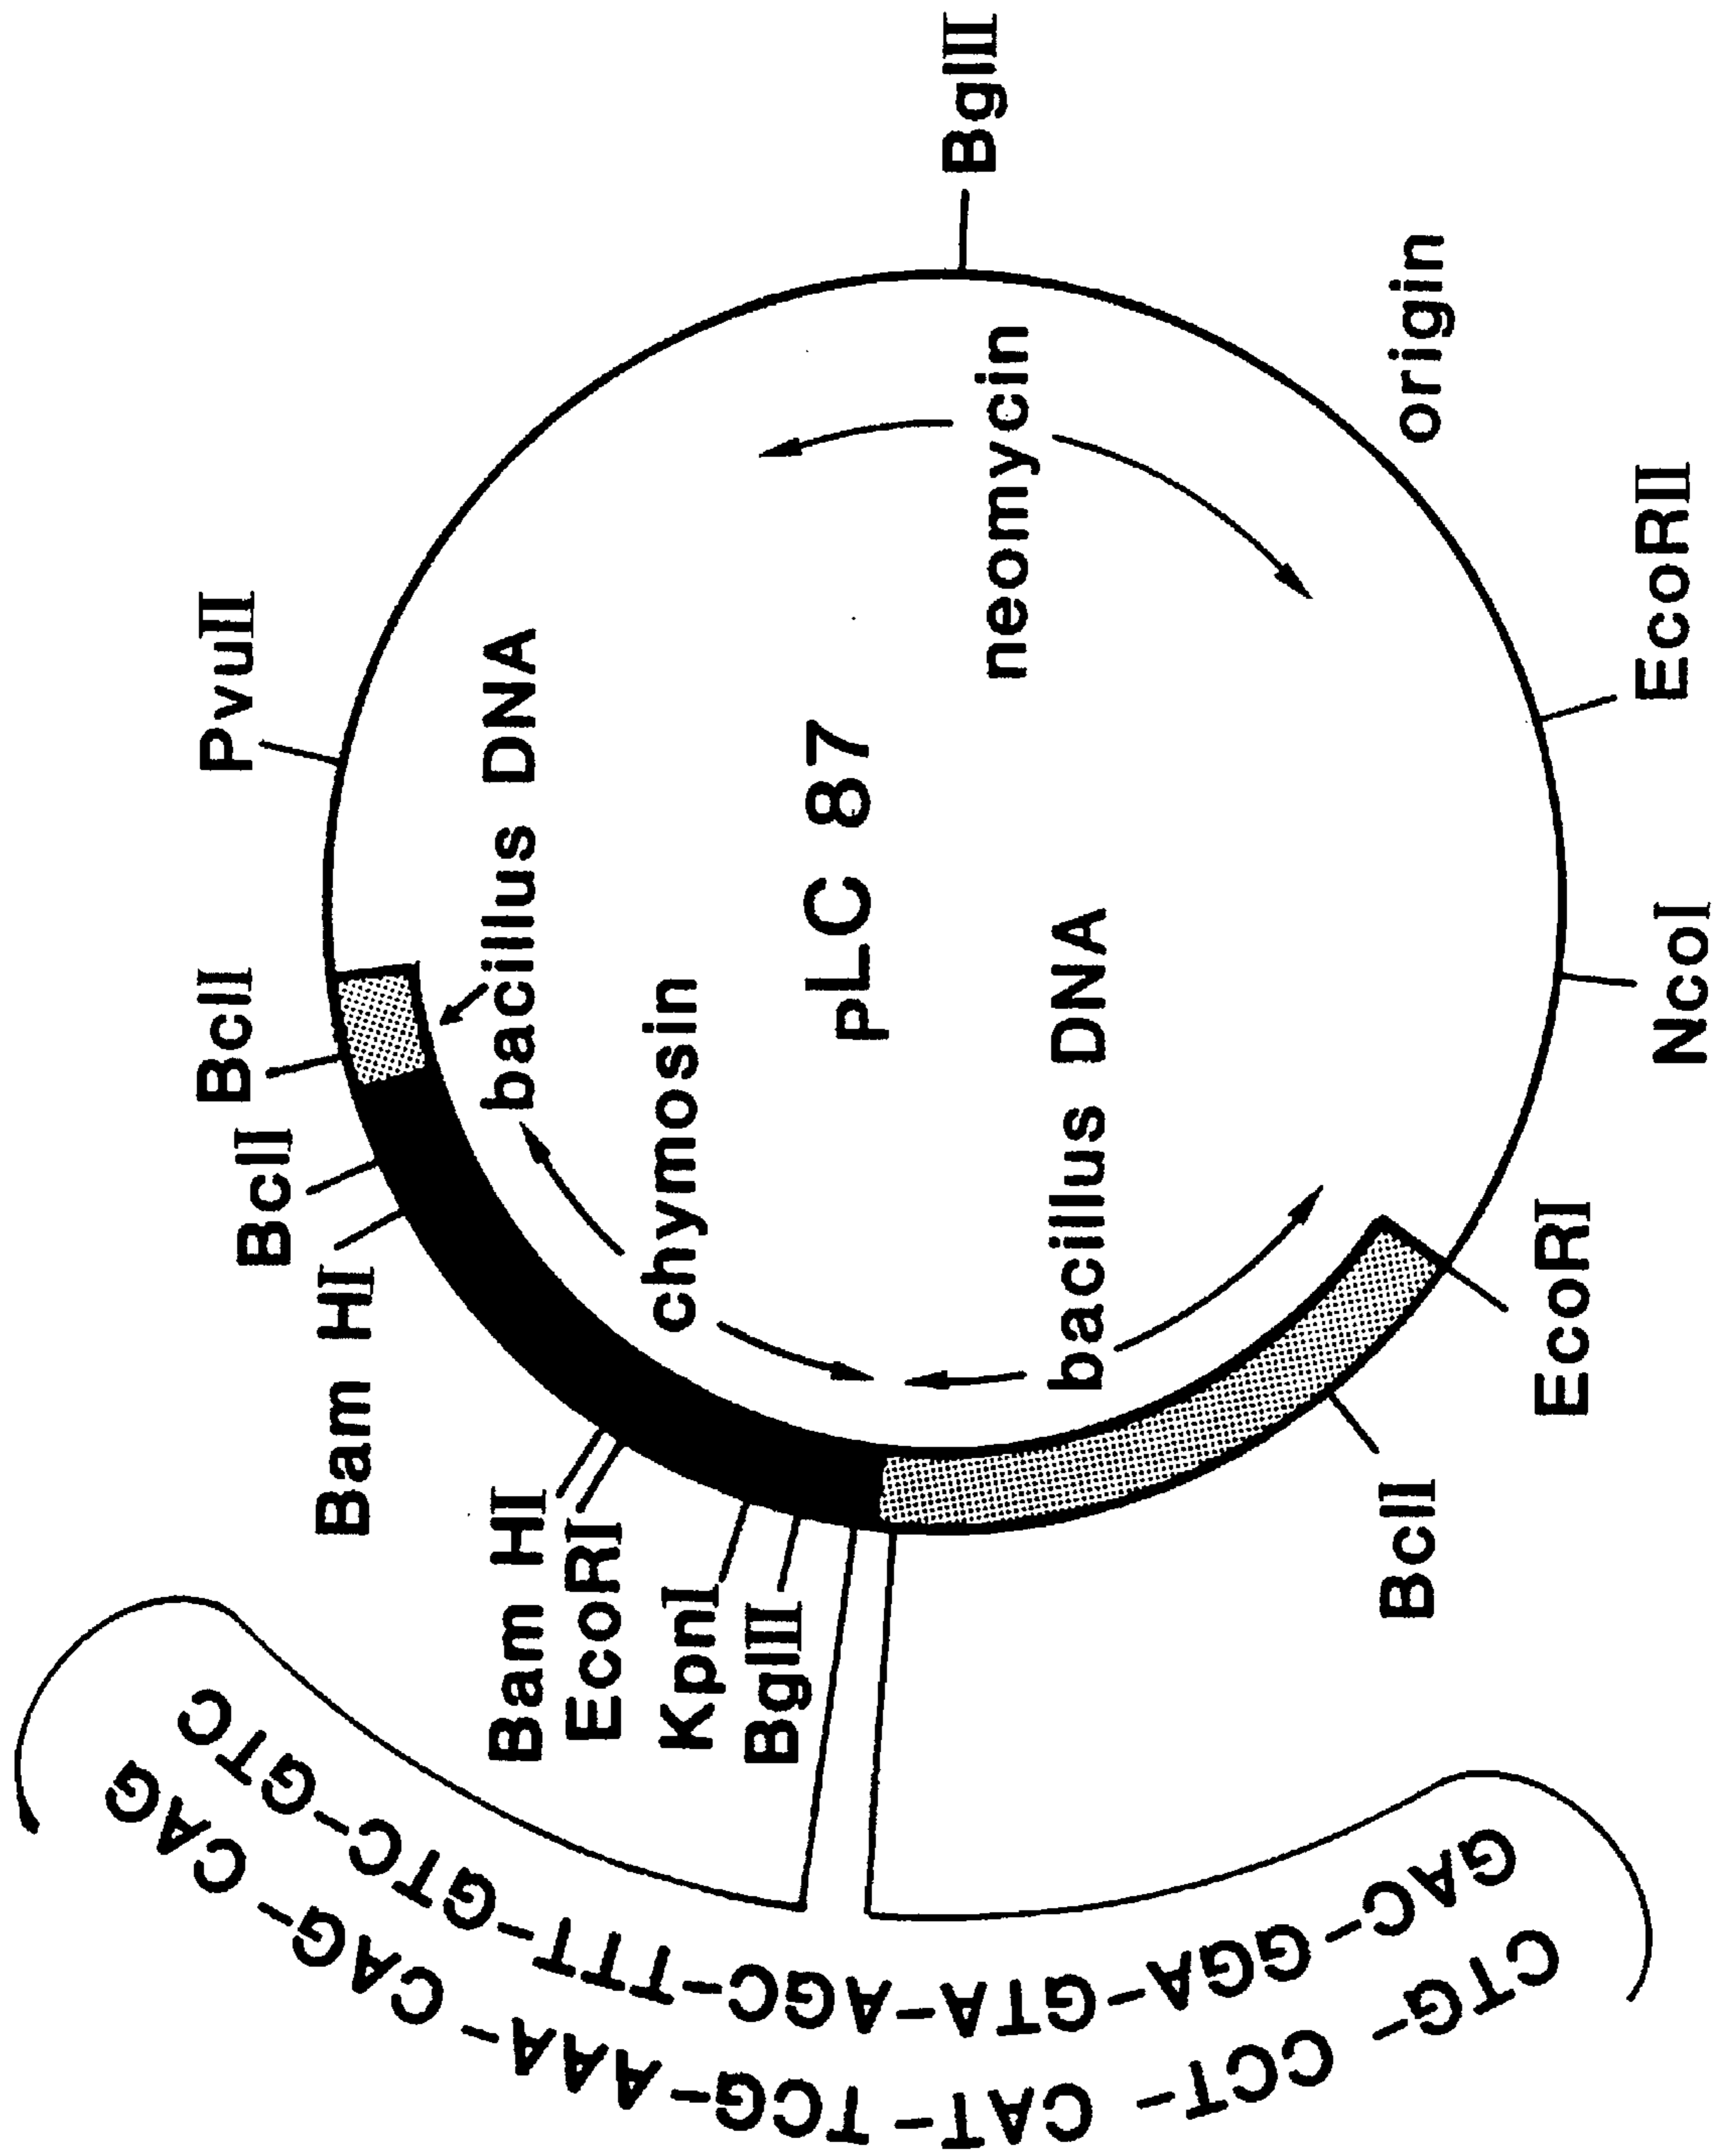 CTG-CCT-CAT-TCG-AAA-CAG-CAG
GAC-GGA-GTA-AGC-TTT-GTC-GTC
Bam HI
EcoRI
KpnI
BglII
Bam HI
BclI
BclI
PvuII
BglII
origin
EcoRII
NcoI
EcoRI
BclI
bacillus DNA
chymosin
pLC 87
neomycin
bacillus DNA